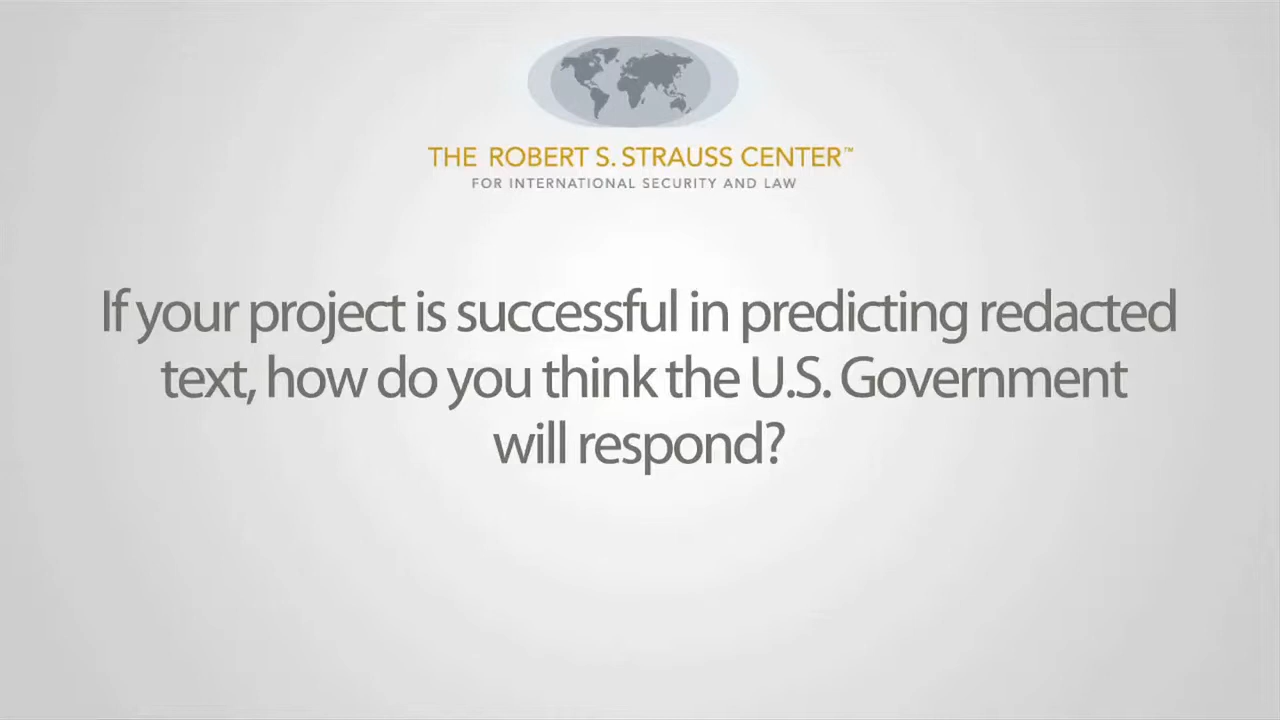 THE ROBERT S. STRAUSS CENTER™
FOR INTERNATIONAL SECURITY AND LAW
If your project is successful in predicting redacted
text, how do you think the U.S. Government
will respond?